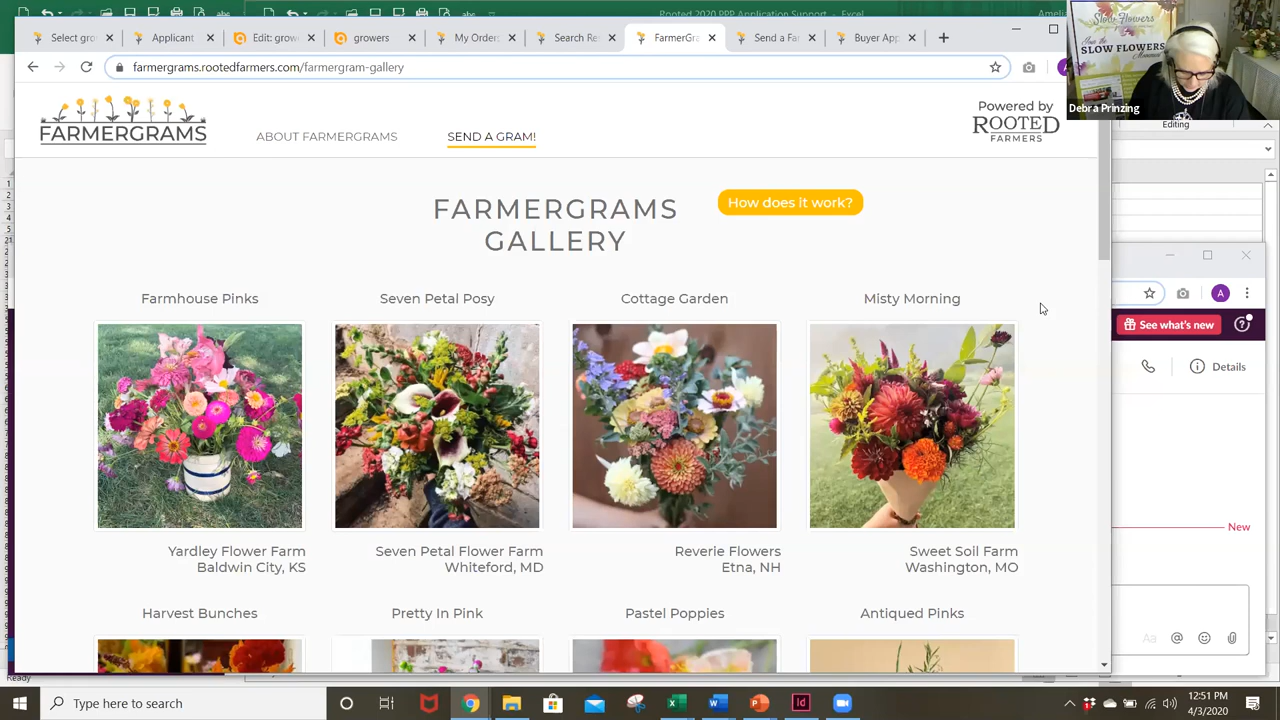 Rooted 2020 PPP Application Support - Excel
Select gro
Applicant
Edit: grow
growers
My Order
Search Re
FarmerGra
Send a Fa
Buyer App
farmergrams.rootedfarmers.com/farmergram-gallery
Slow Flowers
SLOW FLOWERS
Debra Prinzing
Editing
FARMERGRAMS
ABOUT FARMERGRAMS
SEND A GRAM!
Powered by
ROOTED
FARMERS
FARMERGRAMS
GALLERY
How does it work?
Farmhouse Pinks
Seven Petal Posy
Cottage Garden
Misty Morning
A
See what's new
Details
Yardley Flower Farm
Baldwin City, KS
Seven Petal Flower Farm
Whiteford, MD
Reverie Flowers
Etna, NH
Sweet Soil Farm
Washington, MO
New
Harvest Bunches
Pretty In Pink
Pastel Poppies
Antiqued Pinks
Aa
Ready
Type here to search
12:51 PM
4/3/2020